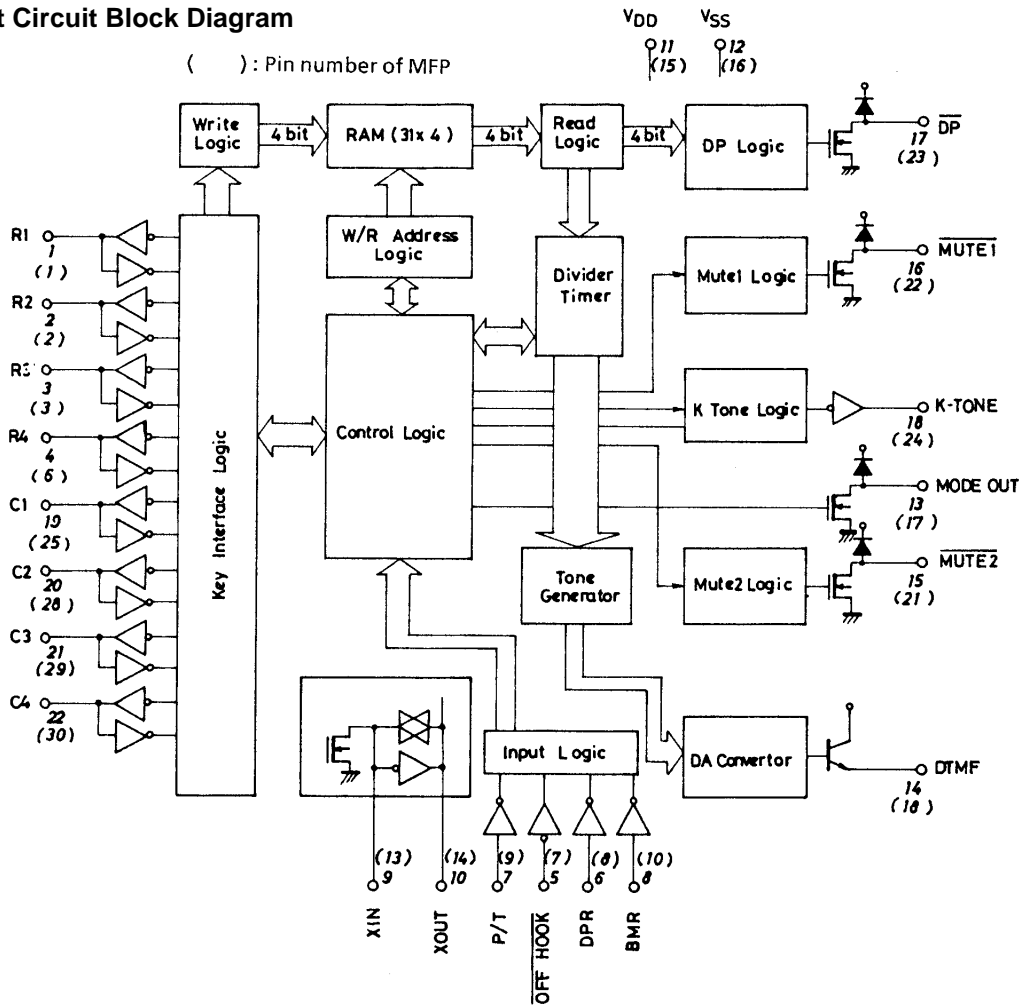 t Circuit Block Diagram
( ) : Pin number of MFP
VDD
11
(15)
VSS
12
(16)
Write Logic
4 bit
RAM (31x 4)
4 bit
Read Logic
4 bit
DP Logic
DP
17
(23)
R1
1
(1)
R2
2
(2)
R3
3
(3)
R4
4
(6)
C1
19
(25)
C2
20
(28)
C3
21
(29)
C4
22
(30)
Key Interface Logic
W/R Address Logic
Control Logic
Divider Timer
Tone Generator
Mute1 Logic
MUTE1
16
(22)
K Tone Logic
K-TONE
18
(24)
MODE OUT
13
(17)
Mute2 Logic
MUTE2
15
(21)
Input Logic
DA Convertor
DTMF
14
(18)
(13)
9
XIN
(14)
10
XOUT
(9)
7
P/T
(7)
5
OFF HOOK
(8)
6
DPR
(10)
8
BMR